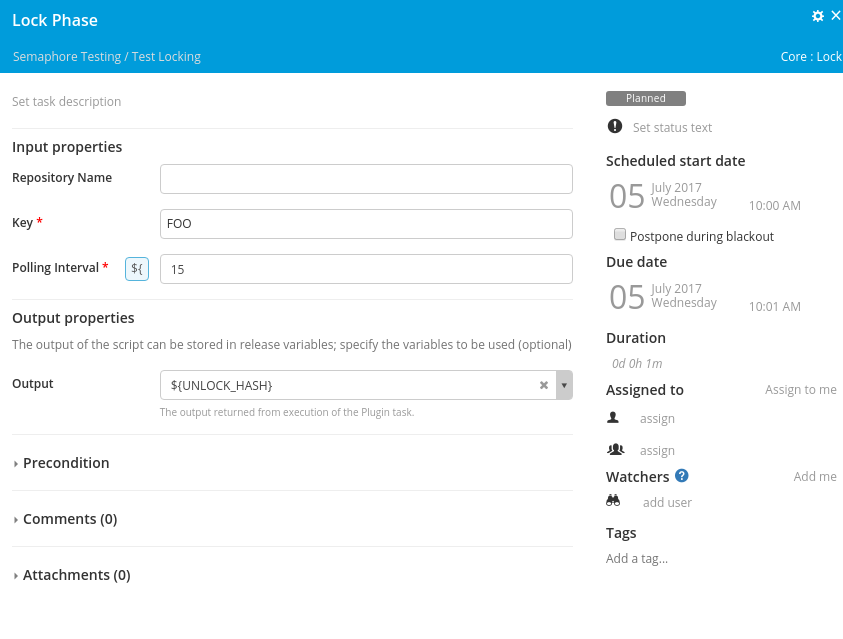 Lock Phase
Semaphore Testing / Test Locking
Core : Lock
Set task description
Input properties
Repository Name
Key *
FOO
Polling Interval *
${
15
Output properties
The output of the script can be stored in release variables; specify the variables to be used (optional)
Output
${UNLOCK_HASH}
The output returned from execution of the Plugin task.
Precondition
Comments (0)
Attachments (0)
Planned
Set status text
Scheduled start date
05
July 2017
Wednesday
10:00 AM
Postpone during blackout
Due date
05
July 2017
Wednesday
10:01 AM
Duration
0d 0h 1m
Assigned to
Assign to me
assign
assign
Watchers ?
Add me
add user
Tags
Add a tag...